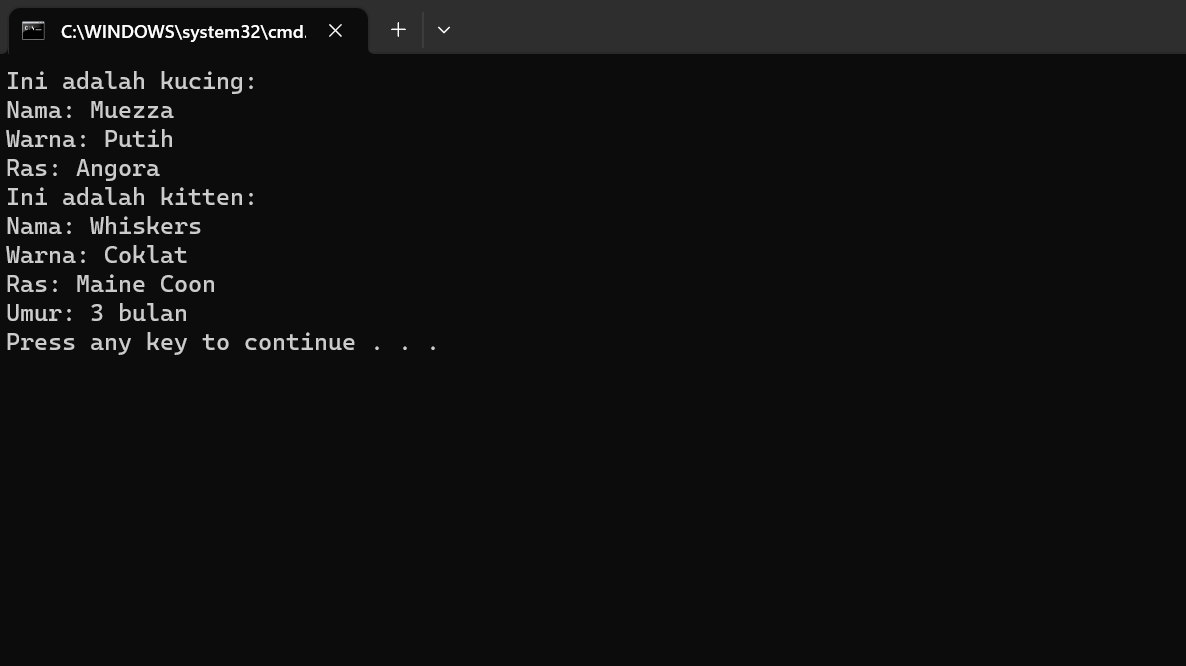 C:\WINDOWS\system32\cmd.
Ini adalah kucing:
Nama: Muezza
Warna: Putih
Ras: Angora
Ini adalah kitten:
Nama: Whiskers
Warna: Coklat
Ras: Maine Coon
Umur: 3 bulan
Press any key to continue . . .